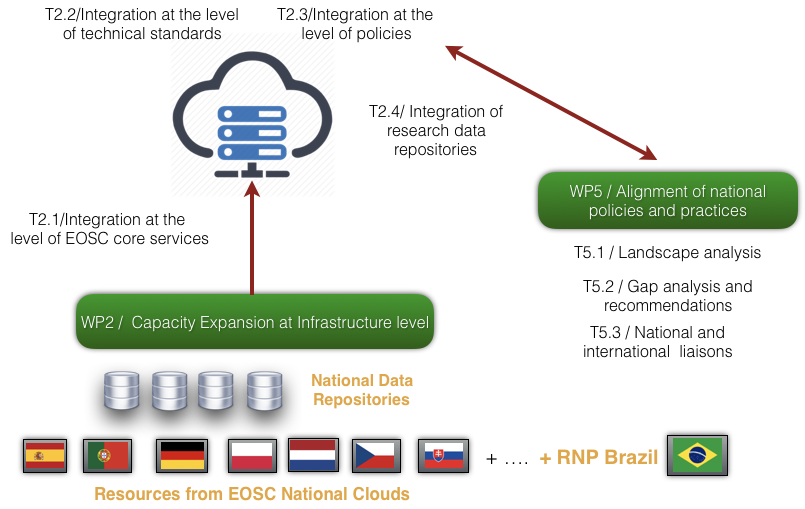 T2.2/Integration at the level
of technical standards
T2.3/Integration at the
level of policies
T2.4/ Integration of
research data
repositories
WP5 / Alignment of national
policies and practices
T2.1/Integration at the
level of EOSC core services
T5.1 / Landscape analysis
T5.2 / Gap analysis and
recommendations
T5.3 / National and
international liaisons
WP2 / Capacity Expansion at Infrastructure level
National Data
Repositories
+ .... + RNP Brazil
Resources from EOSC National Clouds